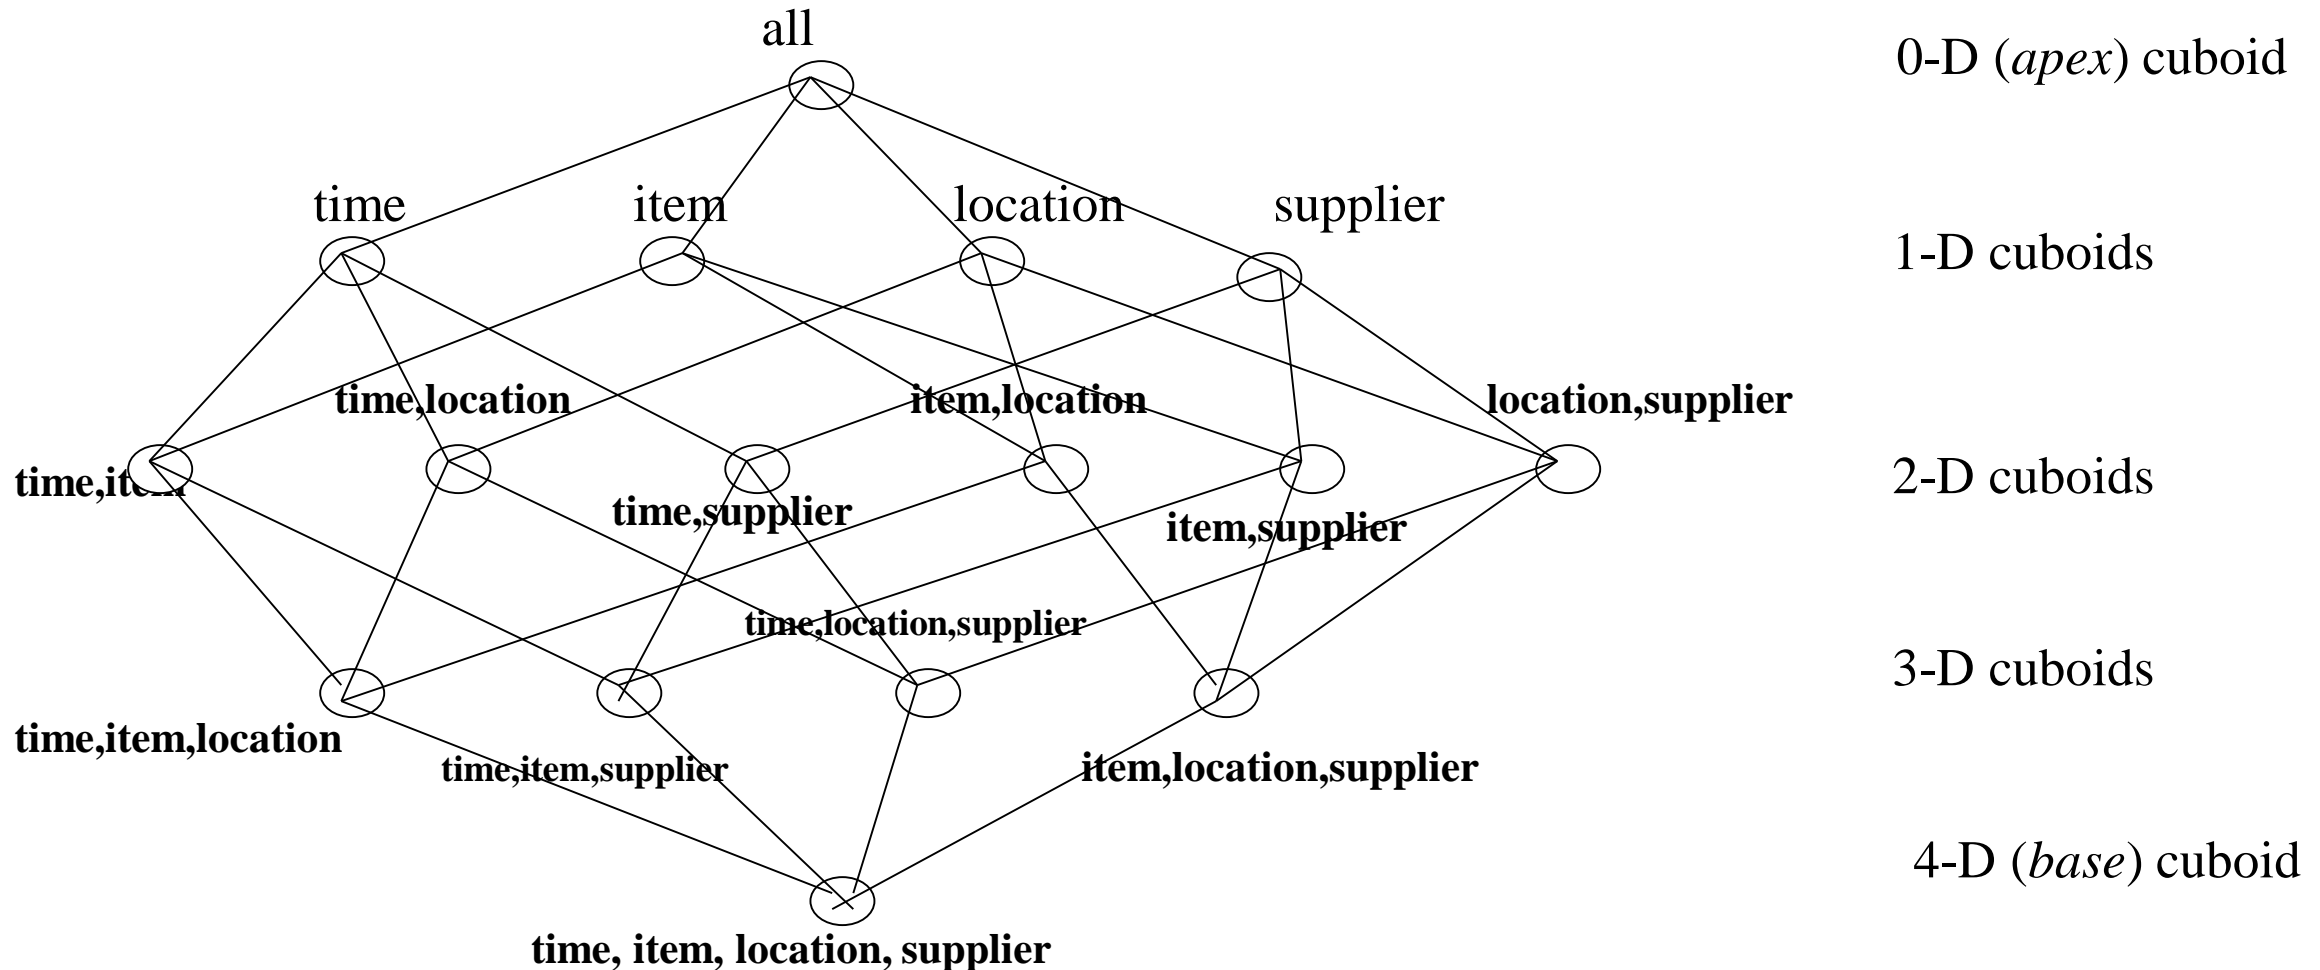 all
0-D (apex) cuboid
time
item
location
supplier
1-D cuboids
time,location
item,location
location,supplier
time,item
2-D cuboids
time,supplier
item,supplier
time,location,supplier
3-D cuboids
time,item,location
time,item,supplier
item,location,supplier
4-D (base) cuboid
time, item, location, supplier